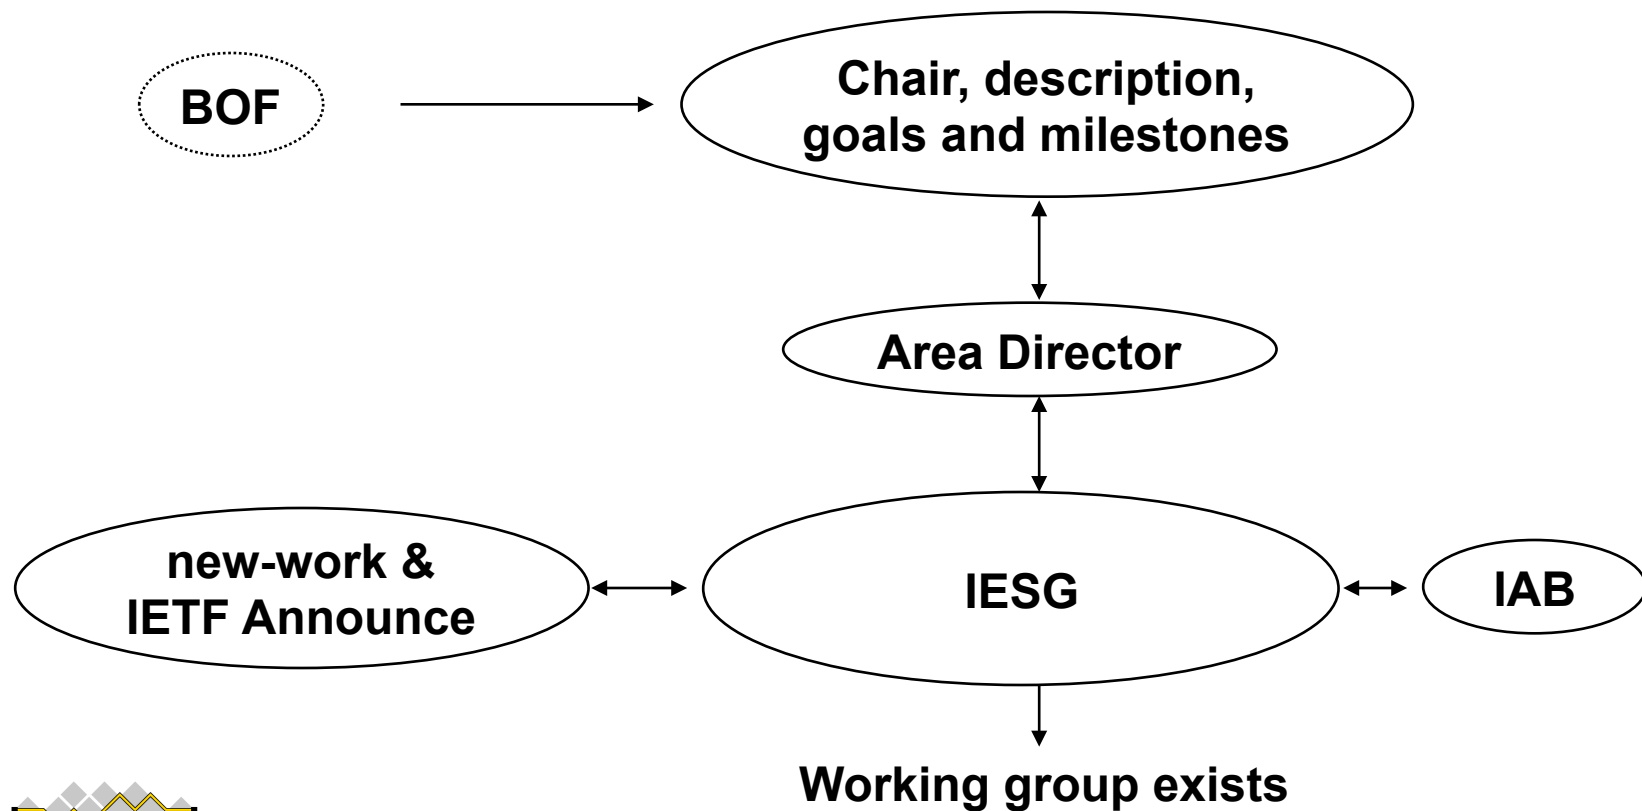 BOF
Chair, description,
goals and milestones
Area Director
new-work &
IETF Announce
IESG
IAB
Working group exists